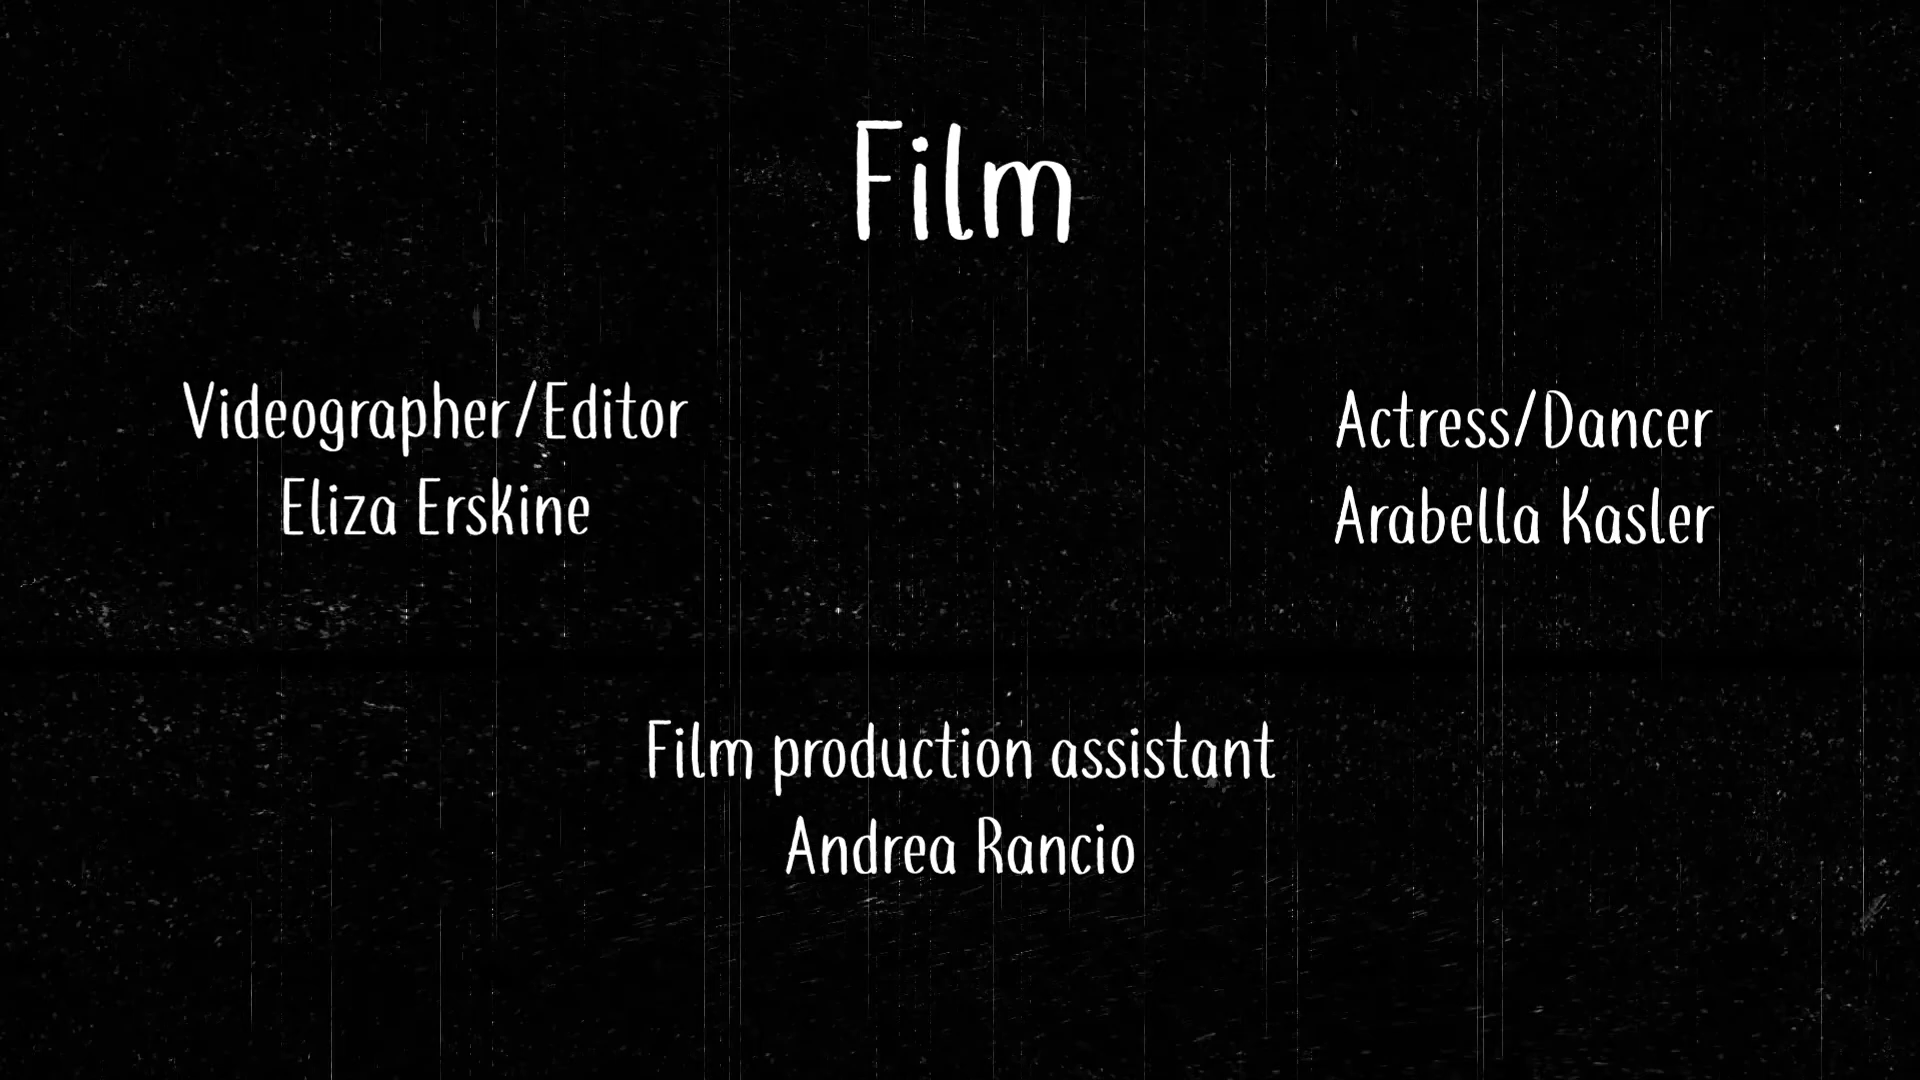 Film
Videographer/Editor
Eliza Erskine
Actress/Dancer
Arabella Kasler
Film production assistant
Andrea Rancio